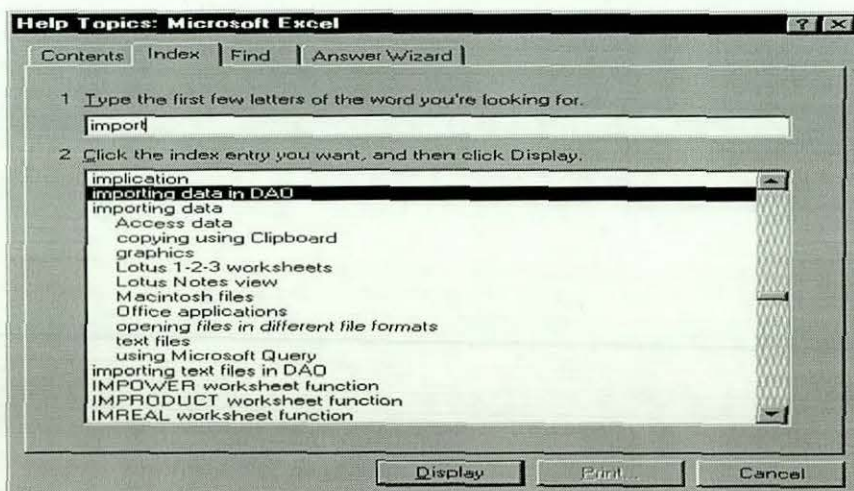 Help Topics: Microsoft Excel
Contents Index Find Answer Wizard
1 Type the first few letters of the word you're looking for.
import
2 Click the index entry you want, and then click Display.
implication
importing data in DAO
importing data
Access data
copying using Clipboard
graphics
Lotus 1-2-3 worksheets
Lotus Notes view
Macintosh files
Office applications
opening files in different file formats
text files
using Microsoft Query
importing text files in DAO
IMPOWER worksheet function
IMPRODUCT worksheet function
IMREAL worksheet function
Display Print... Cancel